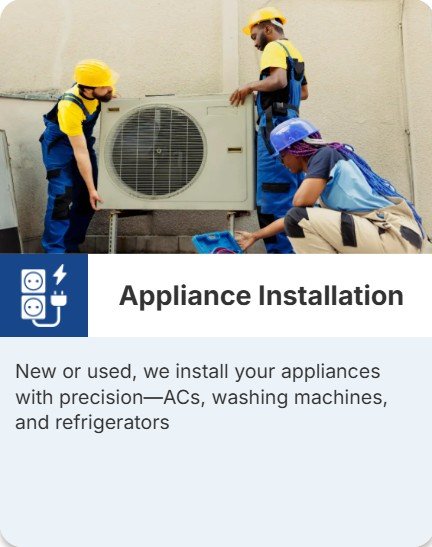 Appliance Installation
New or used, we install your appliances
with precision—ACs, washing machines,
and refrigerators